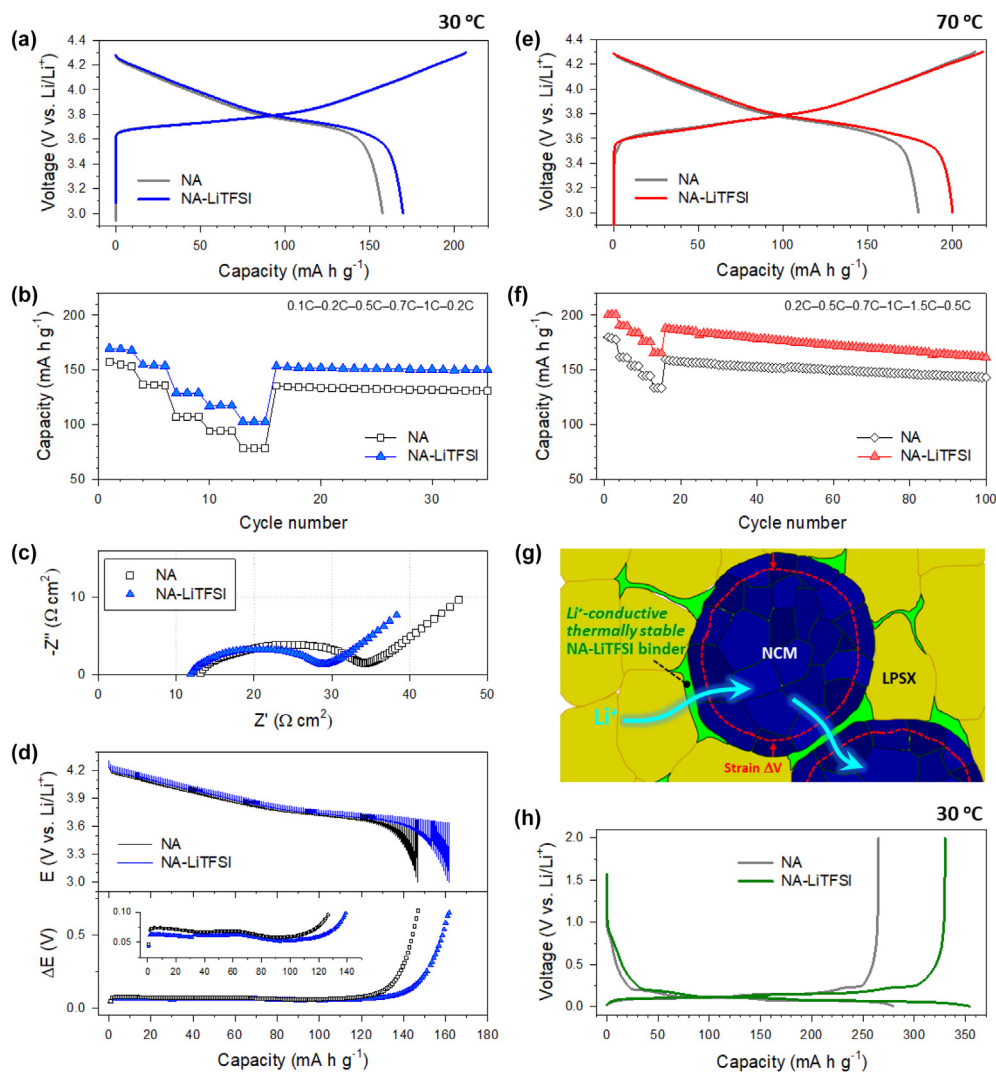 30 °C
(a)
4.4
4.2
4.0
3.8
3.6
3.4
3.2
3.0
Voltage (V vs. Li/Li⁺)
NA
NA-LiTFSI
0 50 100 150 200
Capacity (mA h g⁻¹)
(b)
0.1C–0.2C–0.5C–0.7C–1C–0.2C
250
200
150
100
50
Capacity (mA h g⁻¹)
NA
NA-LiTFSI
0 10 20 30
Cycle number
(c)
NA
NA-LiTFSI
10
0
-Z'' (Ω cm²)
0 10 20 30 40 50
Z' (Ω cm²)
(d)
4.2
3.9
3.6
3.3
3.0
E (V vs. Li/Li⁺)
NA
NA-LiTFSI
0.10
0.05
0 20 40 60 80 100 120 140
0.5
0.0
ΔE (V)
0 20 40 60 80 100 120 140 160 180
Capacity (mA h g⁻¹)
70 °C
(e)
4.4
4.2
4.0
3.8
3.6
3.4
3.2
3.0
Voltage (V vs. Li/Li⁺)
NA
NA-LiTFSI
0 50 100 150 200
Capacity (mA h g⁻¹)
(f)
0.2C–0.5C–0.7C–1C–1.5C–0.5C
250
200
150
100
50
Capacity (mA h g⁻¹)
NA
NA-LiTFSI
0 20 40 60 80 100
Cycle number
(g)
Li⁺-conductive
thermally stable
NA-LiTFSI binder
NCM
LPSX
Li⁺
Strain ΔV
30 °C
(h)
2.0
1.5
1.0
0.5
0.0
Voltage (V vs. Li/Li⁺)
NA
NA-LiTFSI
0 50 100 150 200 250 300 350
Capacity (mA h g⁻¹)